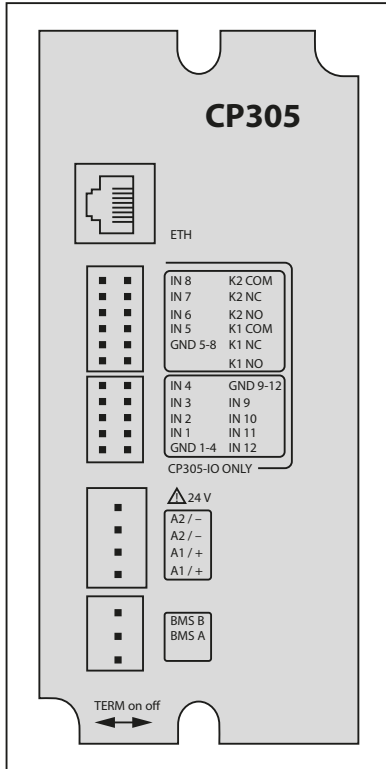 CP305
ETH
IN 8 K2 COM
IN 7 K2 NC
IN 6 K2 NO
IN 5 K1 COM
GND 5-8 K1 NC
K1 NO
IN 4 GND 9-12
IN 3 IN 9
IN 2 IN 10
IN 1 IN 11
GND 1-4 IN 12
CP305-IO ONLY
24 V
A2 / –
A2 / –
A1 / +
A1 / +
BMS B
BMS A
TERM on off